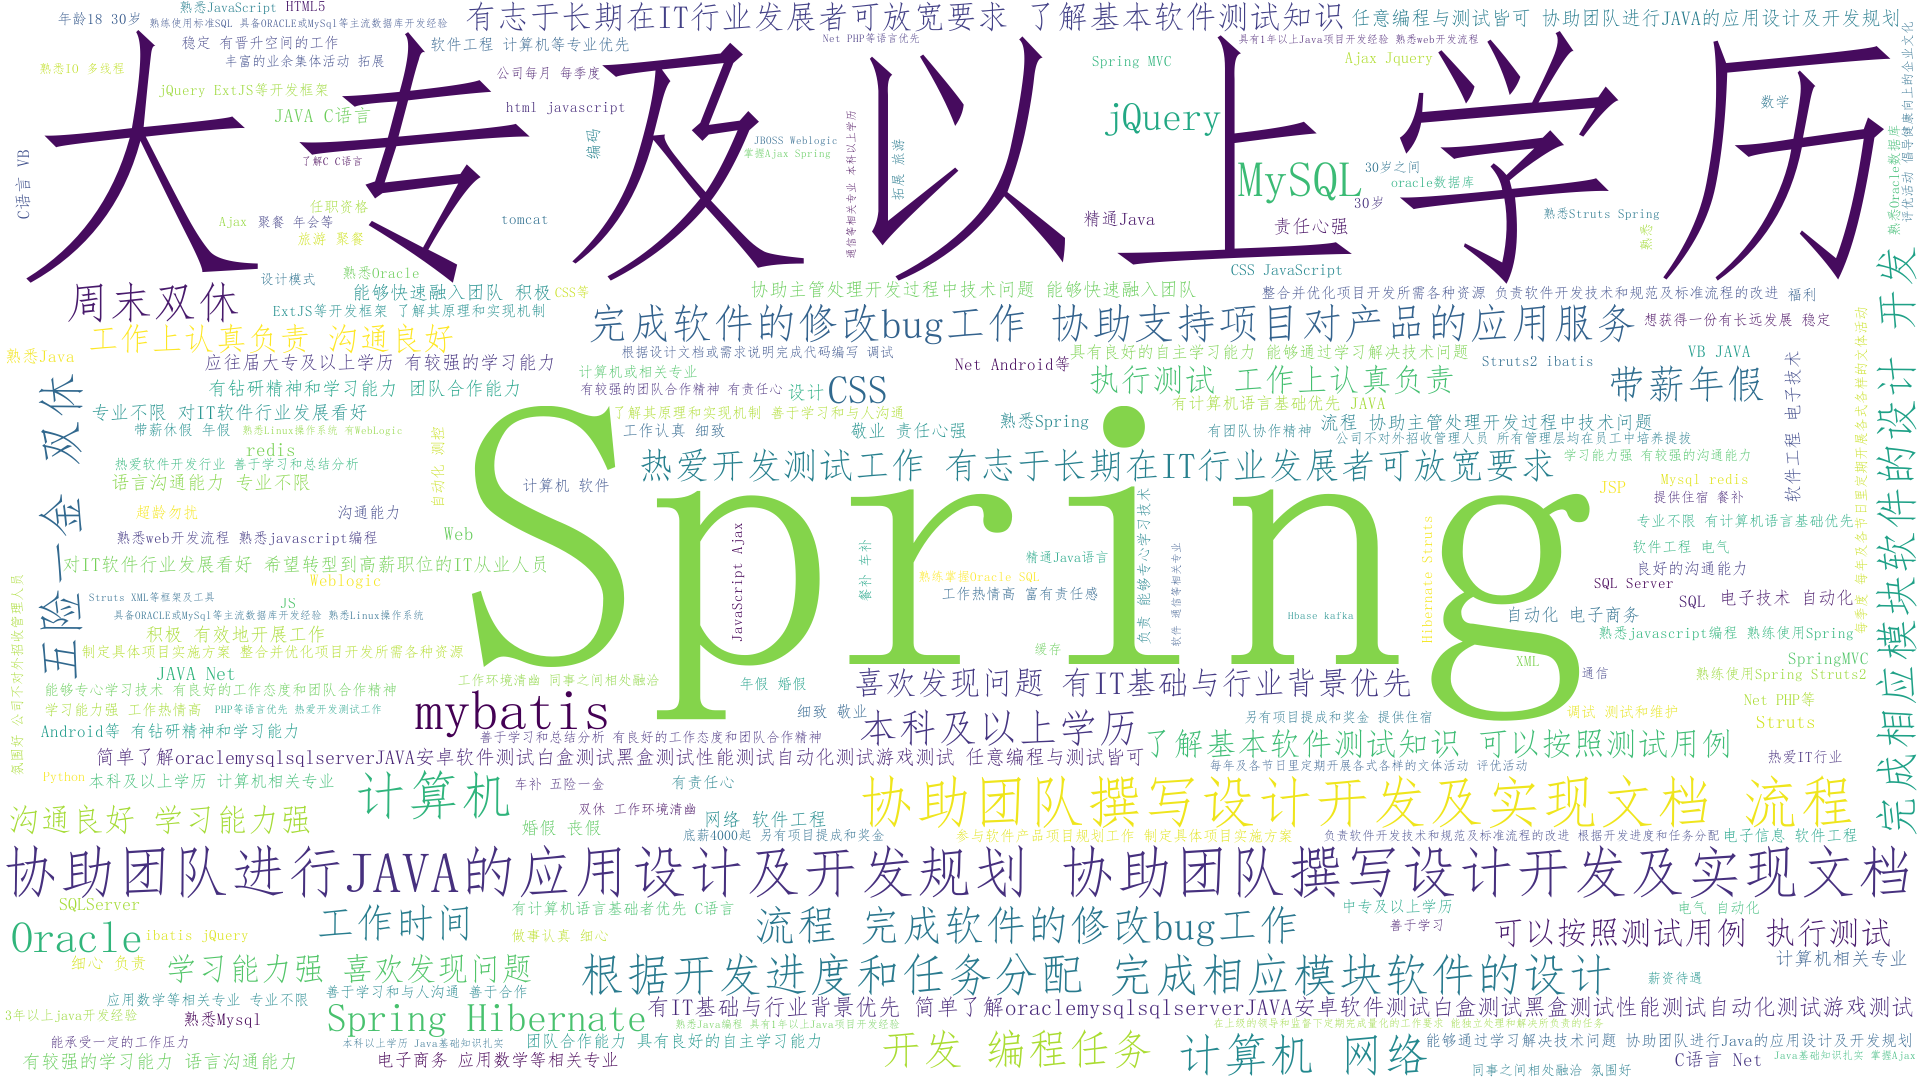 年龄18 30岁
熟悉JavaScript HTML5
熟练使用标准SQL 具备ORACLE或MySql等主流数据库开发经验
有志于长期在IT行业发展者可放宽要求 了解基本软件测试知识
任意编程与测试皆可 协助团队进行JAVA的应用设计及开发规划
稳定 有晋升空间的工作
软件工程 计算机等专业优先
Net PHP等语言优先
具有1年以上Java项目开发经验 熟悉web开发流程
丰富的业余集体活动 拓展
熟悉IO 多线程
公司每月 每季度
Spring MVC
Ajax Jquery
jQuery ExtJS等开发框架
JAVA C语言
html javascript
jQuery
数学
大专及以上学历
编码
JBOSS Weblogic
掌握Ajax Spring
了解C C语言
C语言 VB
通信等相关专业 本科以上学历
拓展 旅游
MySQL
30岁之间
oracle数据库
30岁
熟悉Oracle数据库
评优活动 倡导健康向上的企业文化
任职资格
Ajax
聚餐 年会等
旅游 聚餐
tomcat
精通Java
责任心强
熟悉Struts Spring
熟悉
设计模式
熟悉Oracle
能够快速融入团队 积极
CSS等
CSS JavaScript
协助主管处理开发过程中技术问题 能够快速融入团队
整合并优化项目开发所需各种资源 负责软件开发技术和规范及标准流程的改进
福利
周末双休
ExtJS等开发框架 了解其原理和实现机制
完成软件的修改bug工作 协助支持项目对产品的应用服务
想获得一份有长远发展 稳定
工作上认真负责 沟通良好
熟悉Java
应往届大专及以上学历 有较强的学习能力
根据设计文档或需求说明完成代码编写 调试
具有良好的自主学习能力 能够通过学习解决技术问题
Net Android等
Struts2 ibatis
VB JAVA
计算机或相关专业
有钻研精神和学习能力 团队合作能力
有较强的团队合作精神 有责任心
设计
CSS
执行测试 工作上认真负责
带薪年假
软件工程 电子技术
每季度 每年及各节日里定期开展各式各样的文体活动
完成相应模块软件的设计 开发
五险一金 双休
专业不限 对IT软件行业发展看好
了解其原理和实现机制 善于学习和与人沟通
有计算机语言基础优先 JAVA
带薪休假 年假
熟悉Linux操作系统 有WebLogic
工作认真 细致
敬业 责任心强
熟悉Spring
有团队协作精神
流程 协助主管处理开发过程中技术问题
公司不对外招收管理人员 所有管理层均在员工中培养提拔
redis
自动化 测控
热爱软件开发行业 善于学习和总结分析
热爱开发测试工作 有志于长期在IT行业发展者可放宽要求
学习能力强 有较强的沟通能力
语言沟通能力 专业不限
计算机 软件
JSP
Mysql redis
提供住宿 餐补
超龄勿扰
沟通能力
Spring
专业不限 有计算机语言基础优先
熟悉web开发流程 熟悉javascript编程
Web
JavaScript Ajax
餐补 车补
精通Java语言
负责 能够专心学习技术
软件 通信等相关专业
Hibernate Struts
软件工程 电气
良好的沟通能力
对IT软件行业发展看好 希望转型到高薪职位的IT从业人员
Weblogic
熟练掌握Oracle SQL
工作热情高 富有责任感
SQL Server
SQL
电子技术 自动化
Struts XML等框架及工具
JS
具备ORACLE或MySql等主流数据库开发经验 熟悉Linux操作系统
Hbase kafka
自动化 电子商务
积极 有效地开展工作
熟悉javascript编程 熟练使用Spring
制定具体项目实施方案 整合并优化项目开发所需各种资源
缓存
XML
SpringMVC
氛围好 公司不对外招收管理人员
JAVA Net
工作环境清幽 同事之间相处融洽
年假 婚假
喜欢发现问题 有IT基础与行业背景优先
通信
熟练使用Spring Struts2
能够专心学习技术 有良好的工作态度和团队合作精神
学习能力强 工作热情高
PHP等语言优先 热爱开发测试工作
mybatis
细致 敬业
本科及以上学历
另有项目提成和奖金 提供住宿
调试 测试和维护
Net PHP等
Struts
Android等 有钻研精神和学习能力
善于学习和总结分析 有良好的工作态度和团队合作精神
了解基本软件测试知识 可以按照测试用例
简单了解oraclemysqlsqlserverJAVA安卓软件测试白盒测试黑盒测试性能测试自动化测试游戏测试 任意编程与测试皆可
每年及各节日里定期开展各式各样的文体活动 评优活动
热爱IT行业
Python
本科及以上学历 计算机相关专业
计算机
车补 五险一金
有责任心
协助团队撰写设计开发及实现文档 流程
双休 工作环境清幽
沟通良好 学习能力强
婚假 丧假
网络 软件工程
底薪4000起 另有项目提成和奖金
参与软件产品项目规划工作 制定具体项目实施方案
负责软件开发技术和规范及标准流程的改进 根据开发进度和任务分配
电子信息 软件工程
协助团队进行JAVA的应用设计及开发规划 协助团队撰写设计开发及实现文档
SQLServer
工作时间
有计算机语言基础者优先 C语言
流程 完成软件的修改bug工作
中专及以上学历
善于学习
电气 自动化
Oracle
ibatis jQuery
做事认真 细心
可以按照测试用例 执行测试
细心 负责
学习能力强 喜欢发现问题
根据开发进度和任务分配 完成相应模块软件的设计
计算机相关专业
薪资待遇
善于学习和与人沟通 善于合作
应用数学等相关专业 专业不限
有IT基础与行业背景优先 简单了解oraclemysqlsqlserverJAVA安卓软件测试白盒测试黑盒测试性能测试自动化测试游戏测试
3年以上java开发经验
熟悉Mysql
Spring Hibernate
熟悉Java编程 具有1年以上Java项目开发经验
在上级的领导和监督下定期完成量化的工作要求 能独立处理和解决所负责的任务
能承受一定的工作压力
本科以上学历 Java基础知识扎实
团队合作能力 具有良好的自主学习能力
开发 编程任务
计算机 网络
能够通过学习解决技术问题 协助团队进行Java的应用设计及开发规划
有较强的学习能力 语言沟通能力
电子商务 应用数学等相关专业
C语言 Net
Java基础知识扎实 掌握Ajax
同事之间相处融洽 氛围好